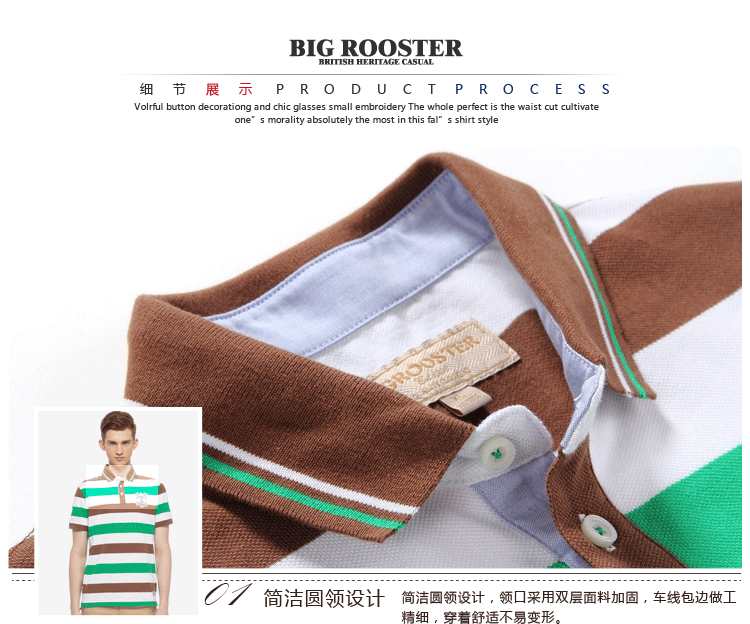 BIG ROOSTER
BRITISH HERITAGE CASUAL
细 节 展 示 P R O D U C T P R O C E S S
Volrful button decorationg and chic glasses small embroidery The whole perfect is the waist cut cultivate
one”s morality absolutely the most in this fal”s shirt style
BROOSTER
01 简洁圆领设计
简洁圆领设计，领口采用双层面料加固，车线包边做工
精细，穿着舒适不易变形。